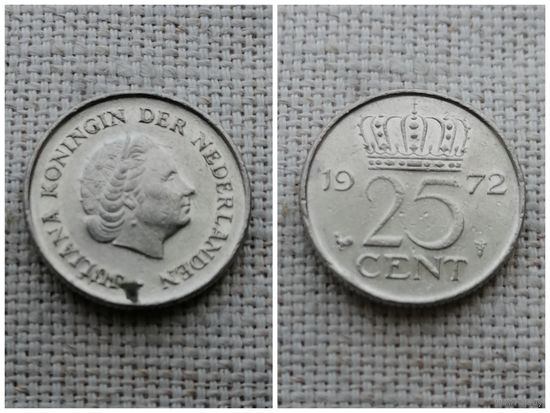 JULIANA KONINGIN DER NEDERLANDEN
19 72
25
CENT